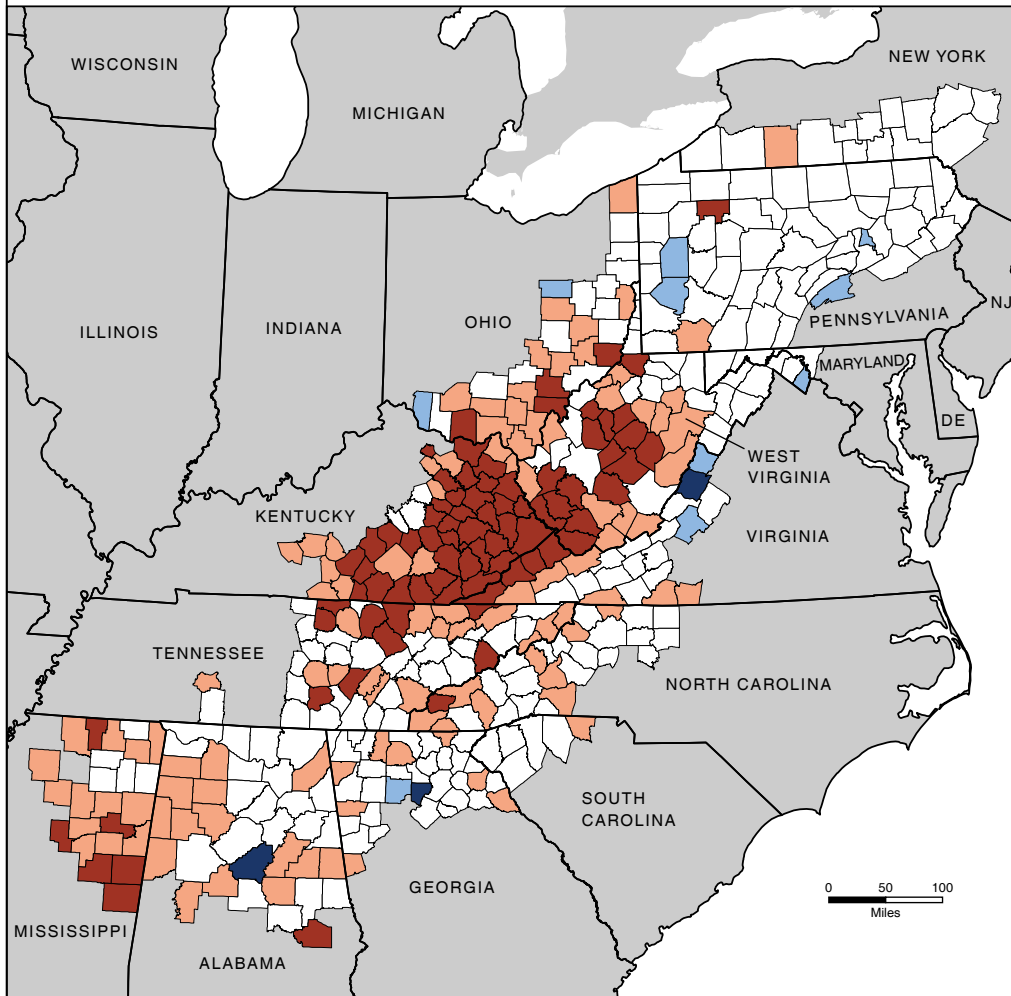 WISCONSIN
NEW YORK
MICHIGAN
ILLINOIS
INDIANA
OHIO
PENNSYLVANIA
NJ
MARYLAND
DE
WEST
VIRGINIA
KENTUCKY
VIRGINIA
TENNESSEE
NORTH CAROLINA
SOUTH
CAROLINA
GEORGIA
MISSISSIPPI
ALABAMA
0 50 100
Miles